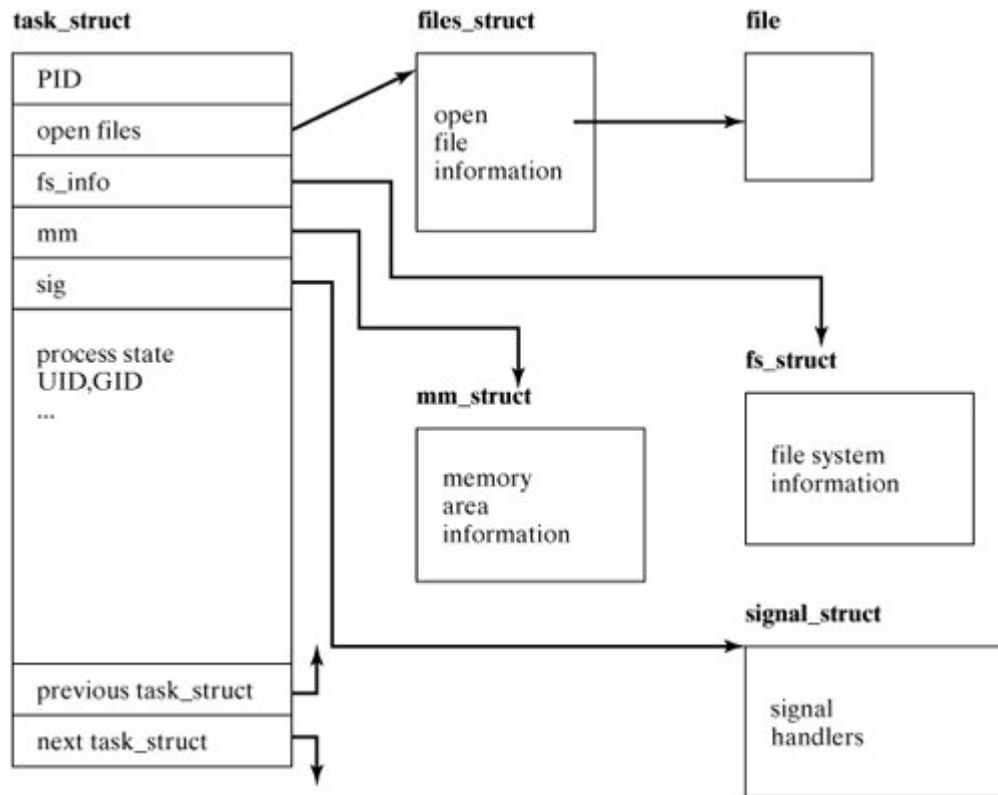 task_struct
PID
open files
fs_info
mm
sig
process state
UID,GID
...
previous task_struct
next task_struct
files_struct
open
file
information
file
mm_struct
memory
area
information
fs_struct
file system
information
signal_struct
signal
handlers